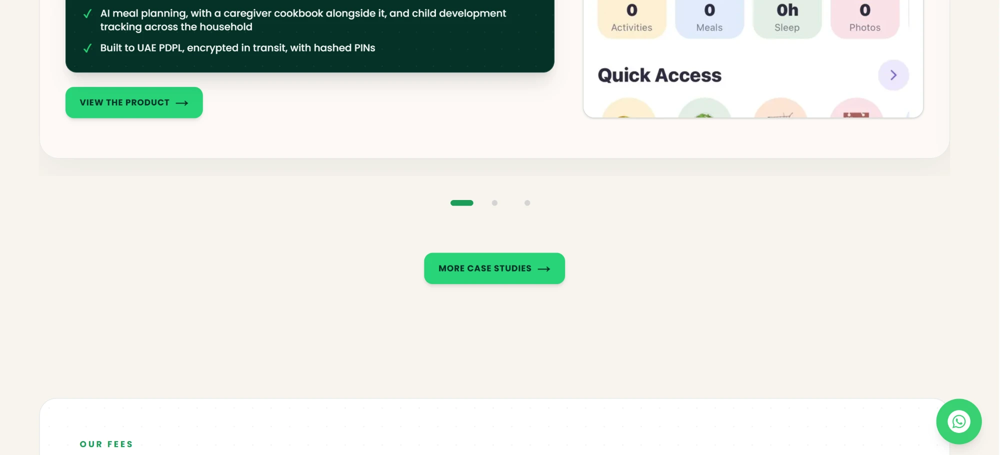 AI meal planning, with a caregiver cookbook alongside it, and child development
tracking across the household
Built to UAE PDPL, encrypted in transit, with hashed PINs
VIEW THE PRODUCT
0
Activities
0
Meals
0h
Sleep
0
Photos
Quick Access
MORE CASE STUDIES
OUR FEES